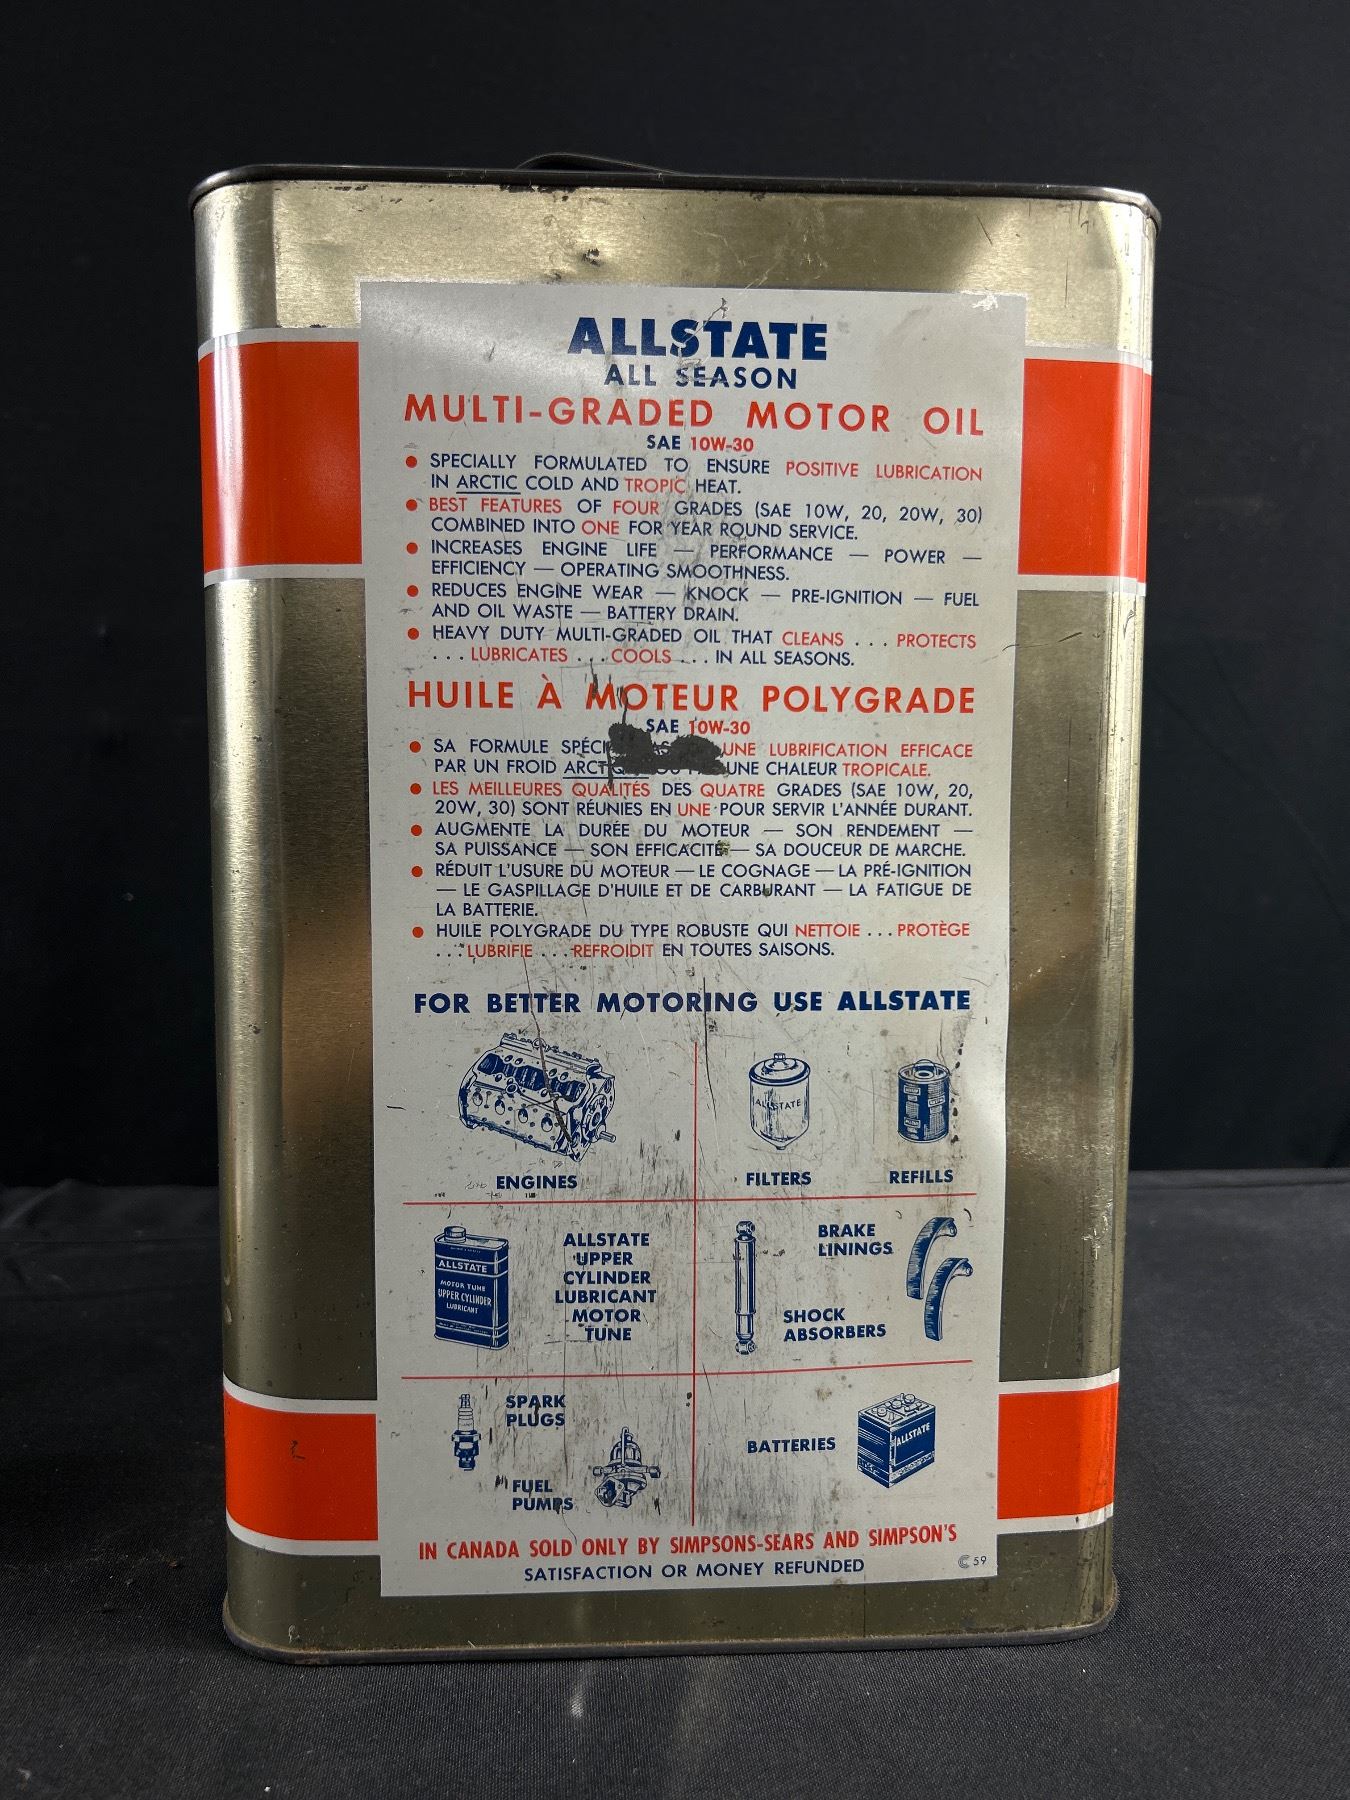 ALLSTATE
ALL SEASON
MULTI-GRADED MOTOR OIL
SAE 10W-30
● SPECIALLY FORMULATED TO ENSURE POSITIVE LUBRICATION
IN ARCTIC COLD AND TROPIC HEAT.
● BEST FEATURES OF FOUR GRADES (SAE 10W, 20, 20W, 30)
COMBINED INTO ONE FOR YEAR ROUND SERVICE.
● INCREASES ENGINE LIFE — PERFORMANCE — POWER —
EFFICIENCY — OPERATING SMOOTHNESS.
● REDUCES ENGINE WEAR — KNOCK — PRE-IGNITION — FUEL
AND OIL WASTE — BATTERY DRAIN.
● HEAVY DUTY MULTI-GRADED OIL THAT CLEANS . . . PROTECTS
. . . LUBRICATES . . . COOLS . . . IN ALL SEASONS.
HUILE À MOTEUR POLYGRADE
SAE 10W-30
● SA FORMULE UNE LUBRIFICATION EFFICACE
PAR UN FROID UNE CHALEUR TROPICALE.
● LES MEILLEURES QUALITÉS DES QUATRE GRADES (SAE 10W, 20,
20W, 30) SONT RÉUNIES EN UNE POUR SERVIR L'ANNÉE DURANT.
● AUGMENTE LA DURÉE DU MOTEUR — SON RENDEMENT —
SA PUISSANCE — SON EFFICACITÉ — SA DOUCEUR DE MARCHE.
● RÉDUIT L'USURE DU MOTEUR — LE COGNAGE — LA PRÉ-IGNITION
— LE GASPILLAGE D'HUILE ET DE CARBURANT — LA FATIGUE DE
LA BATTERIE.
● HUILE POLYGRADE DU TYPE ROBUSTE QUI NETTOIE . . . PROTÈGE
. . . LUBRIFIE . . . REFROIDIT EN TOUTES SAISONS.
FOR BETTER MOTORING USE ALLSTATE
ENGINES
ALLSTATE
FILTERS
REFILLS
ALLSTATE
MOTOR TUNE
UPPER CYLINDER
LUBRICANT
ALLSTATE
UPPER
CYLINDER
LUBRICANT
MOTOR
TUNE
BRAKE
LININGS
SHOCK
ABSORBERS
SPARK
PLUGS
FUEL
PUMPS
BATTERIES
ALLSTATE
IN CANADA SOLD ONLY BY SIMPSONS-SEARS AND SIMPSON'S
SATISFACTION OR MONEY REFUNDED
C 59